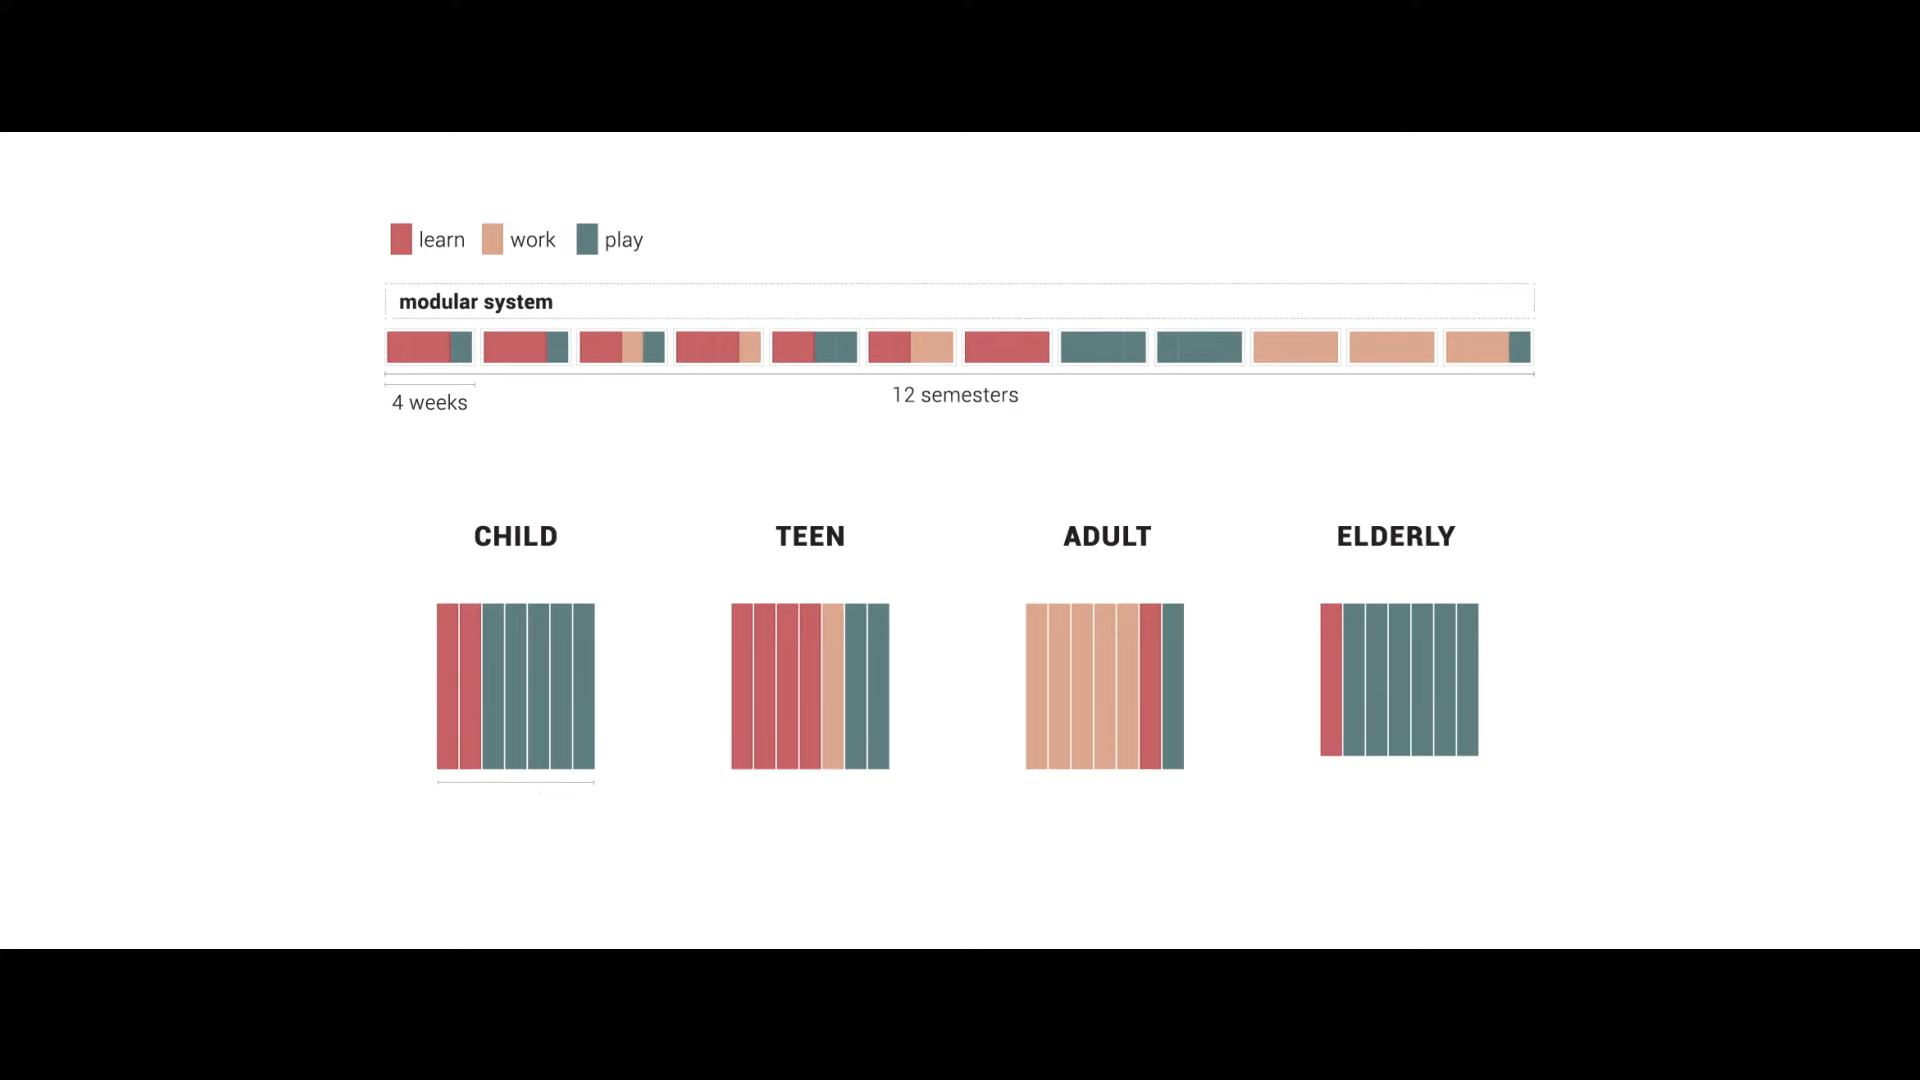 learn work play
modular system
4 weeks
12 semesters
CHILD TEEN ADULT ELDERLY